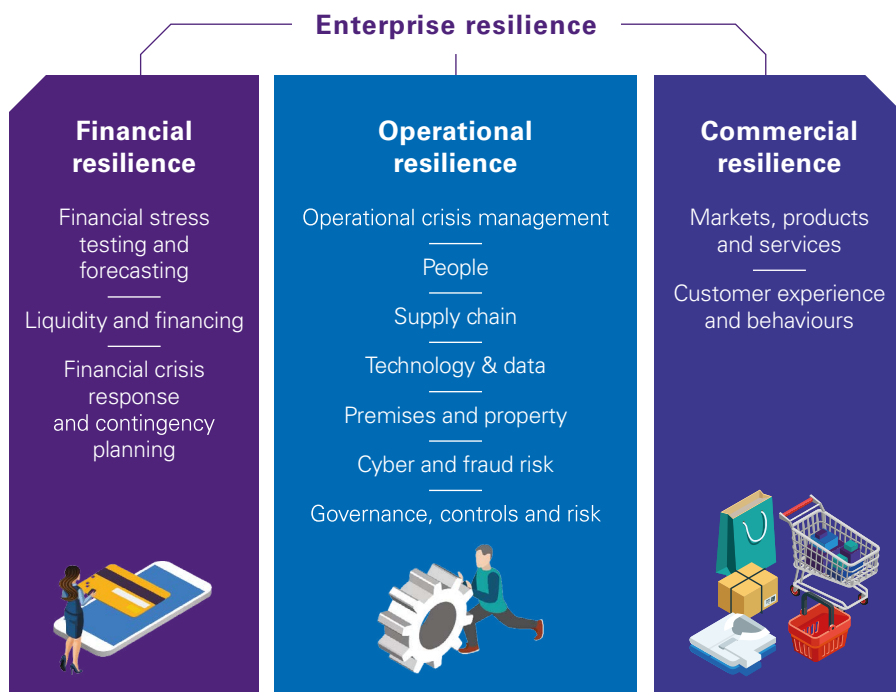 Enterprise resilience
Financial
resilience
Financial stress
testing and
forecasting
Liquidity and financing
Financial crisis
response
and contingency
planning
Operational
resilience
Operational crisis management
People
Supply chain
Technology & data
Premises and property
Cyber and fraud risk
Governance, controls and risk
Commercial
resilience
Markets, products
and services
Customer experience
and behaviours